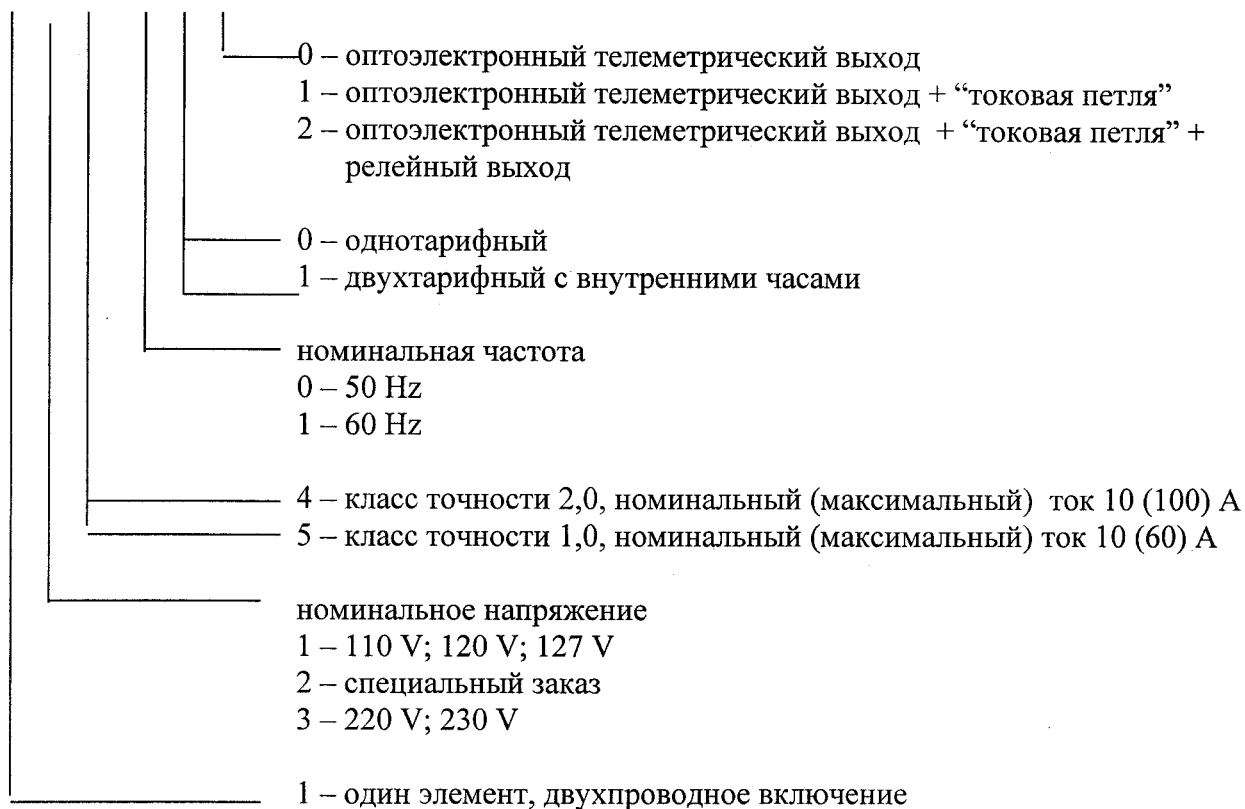 0 – оптоэлектронный телеметрический выход
1 – оптоэлектронный телеметрический выход + “токовая петля”
2 – оптоэлектронный телеметрический выход + “токовая петля” +
релейный выход
0 – однотарифный
1 – двухтарифный с внутренними часами
номинальная частота
0 – 50 Hz
1 – 60 Hz
4 – класс точности 2,0, номинальный (максимальный) ток 10 (100) А
5 – класс точности 1,0, номинальный (максимальный) ток 10 (60) А
номинальное напряжение
1 – 110 V; 120 V; 127 V
2 – специальный заказ
3 – 220 V; 230 V
1 – один элемент, двухпроводное включение